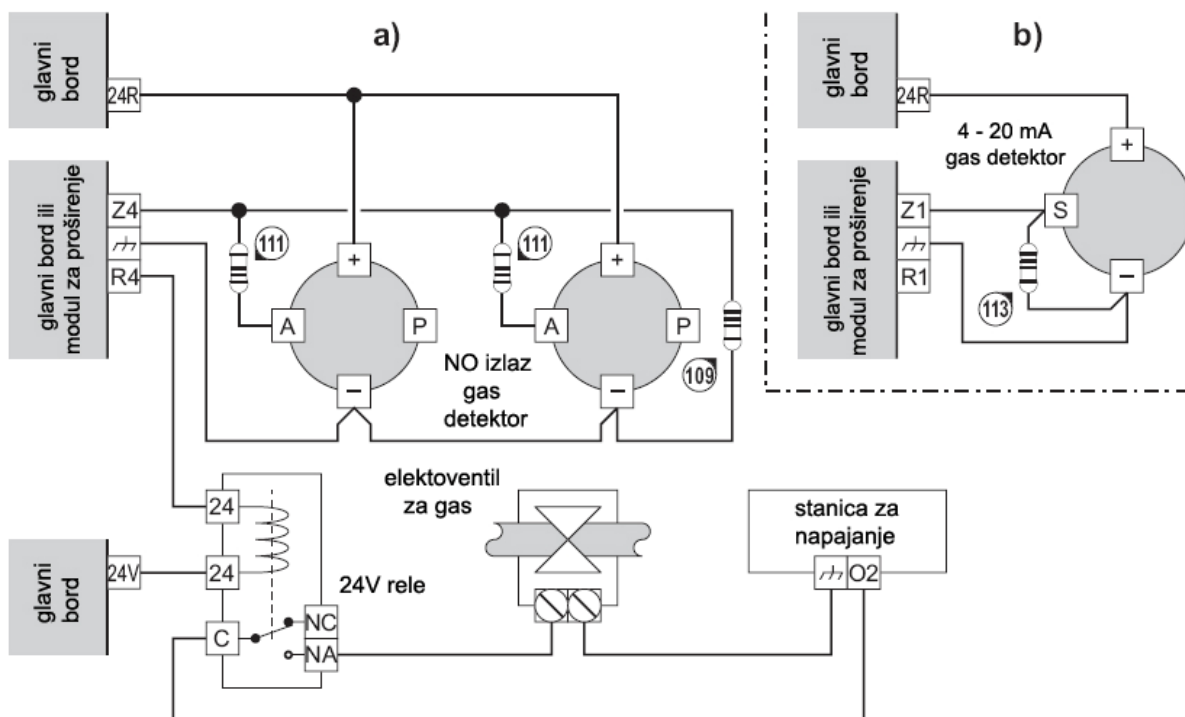 a)
glavni
bord
24R
glavni bord ili
modul za proširenje
Z4
R4
111
111
+
+
A
P
A
P
−
−
NO izlaz
gas
detektor
109
b)
glavni
bord
24R
4 - 20 mA
gas detektor
+
glavni bord ili
modul za proširenje
Z1
R1
S
−
113
elektoventil
za gas
24
24
glavni
bord
24V
24V rele
C
NC
NA
stanica za
napajanje
O2